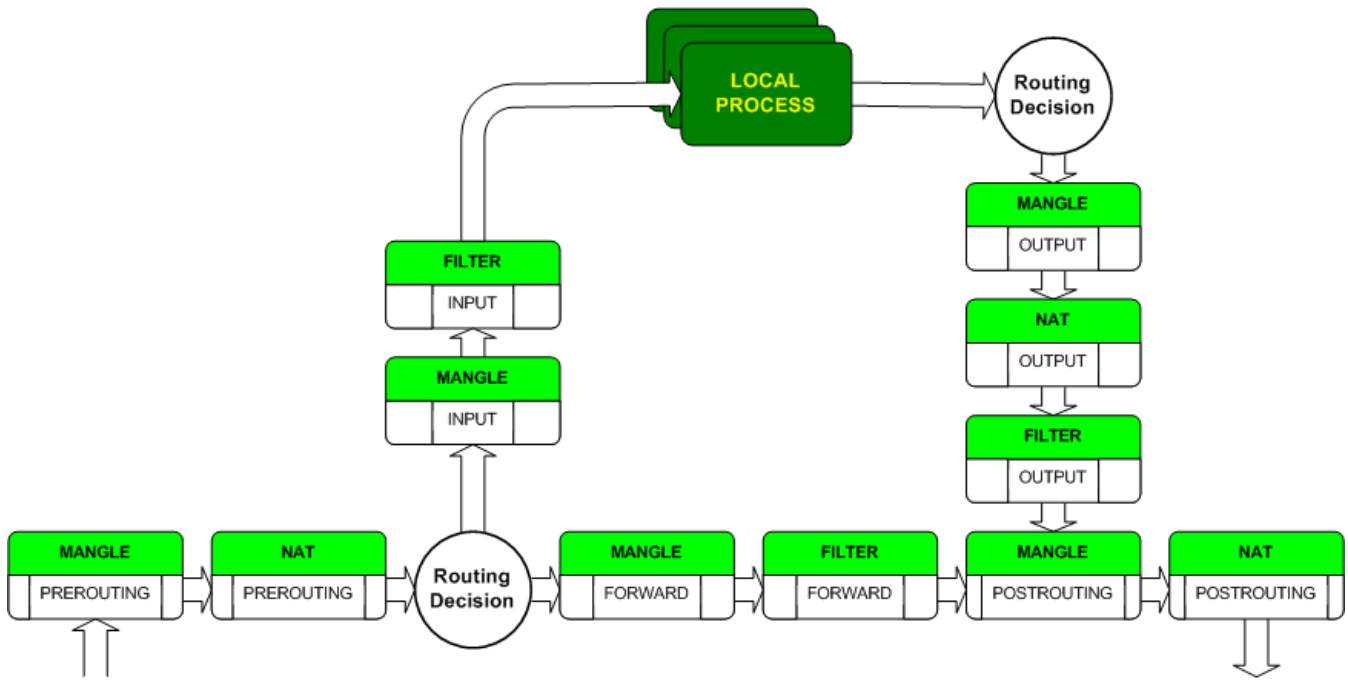 LOCAL
PROCESS
Routing
Decision
MANGLE
OUTPUT
FILTER
INPUT
NAT
OUTPUT
MANGLE
INPUT
FILTER
OUTPUT
MANGLE
PREROUTING
NAT
PREROUTING
Routing
Decision
MANGLE
FORWARD
FILTER
FORWARD
MANGLE
POSTROUTING
NAT
POSTROUTING